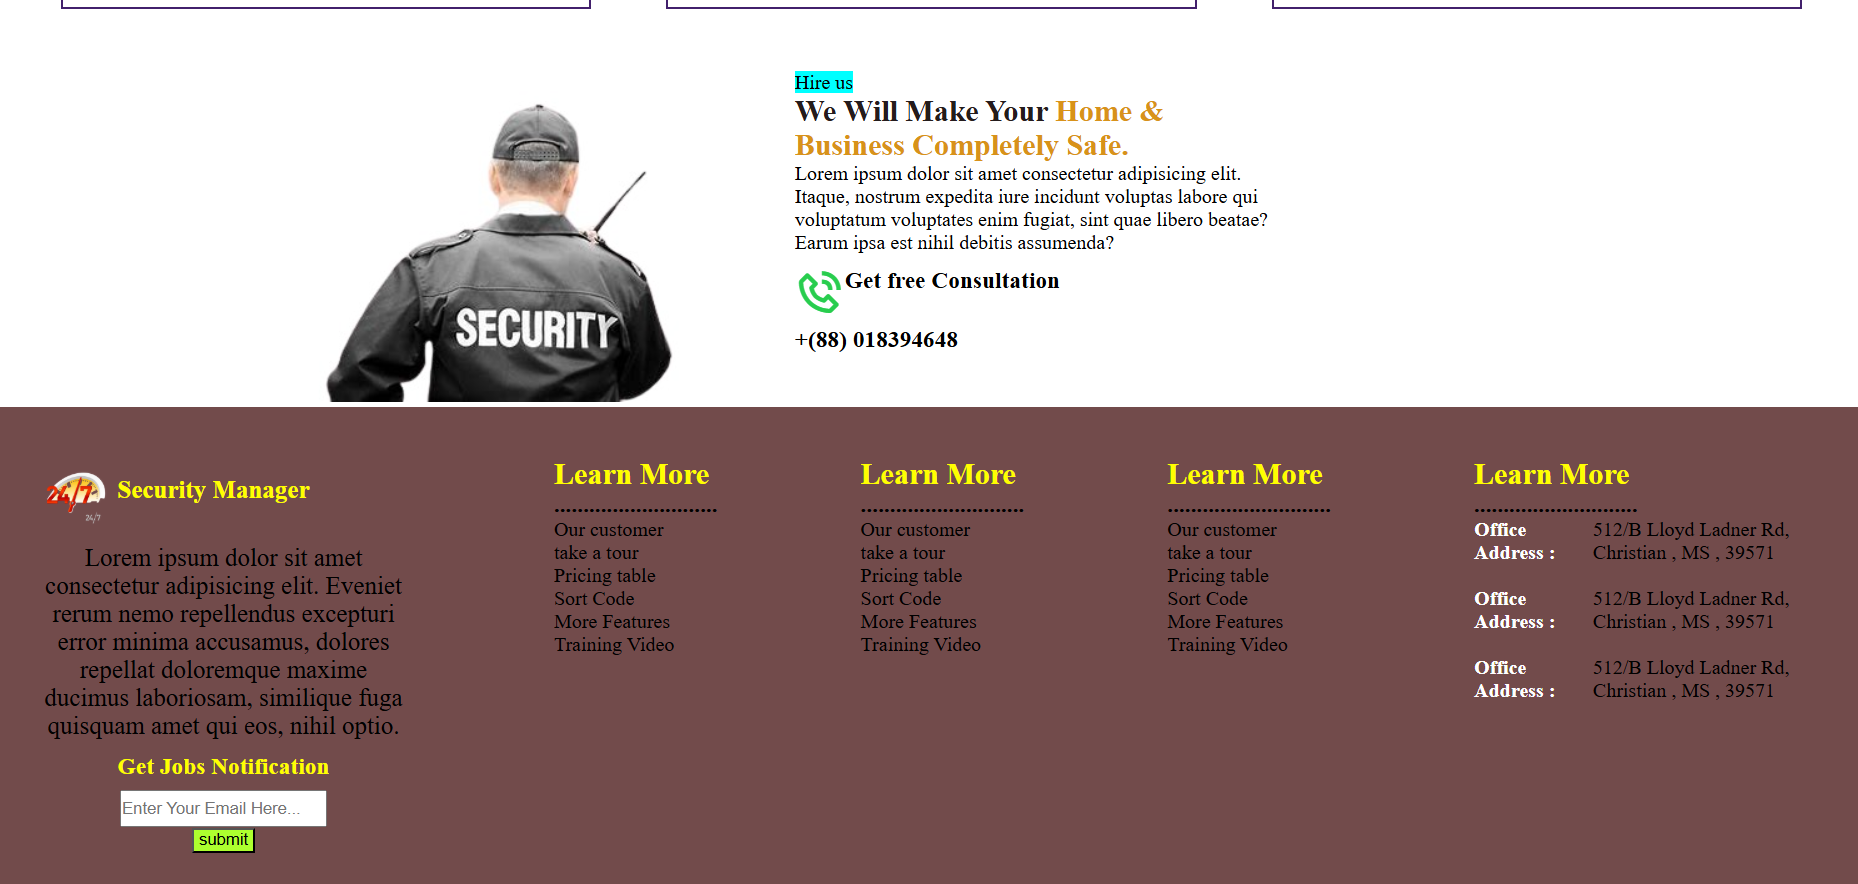 Hire us
We Will Make Your Home &
Business Completely Safe.
Lorem ipsum dolor sit amet consectetur adipisicing elit.
Itaque, nostrum expedita iure incidunt voluptas labore qui
voluptatum voluptates enim fugiat, sint quae libero beatae?
Earum ipsa est nihil debitis assumenda?
Get free Consultation
+(88) 018394648
SECURITY
24/7
24/7
Security Manager
Lorem ipsum dolor sit amet
consectetur adipisicing elit. Eveniet
rerum nemo repellendus excepturi
error minima accusamus, dolores
repellat doloremque maxime
ducimus laboriosam, similique fuga
quisquam amet qui eos, nihil optio.
Get Jobs Notification
Enter Your Email Here...
submit
Learn More
............................
Our customer
take a tour
Pricing table
Sort Code
More Features
Training Video
Learn More
............................
Our customer
take a tour
Pricing table
Sort Code
More Features
Training Video
Learn More
............................
Our customer
take a tour
Pricing table
Sort Code
More Features
Training Video
Learn More
............................
Office 512/B Lloyd Ladner Rd,
Address : Christian , MS , 39571
Office 512/B Lloyd Ladner Rd,
Address : Christian , MS , 39571
Office 512/B Lloyd Ladner Rd,
Address : Christian , MS , 39571